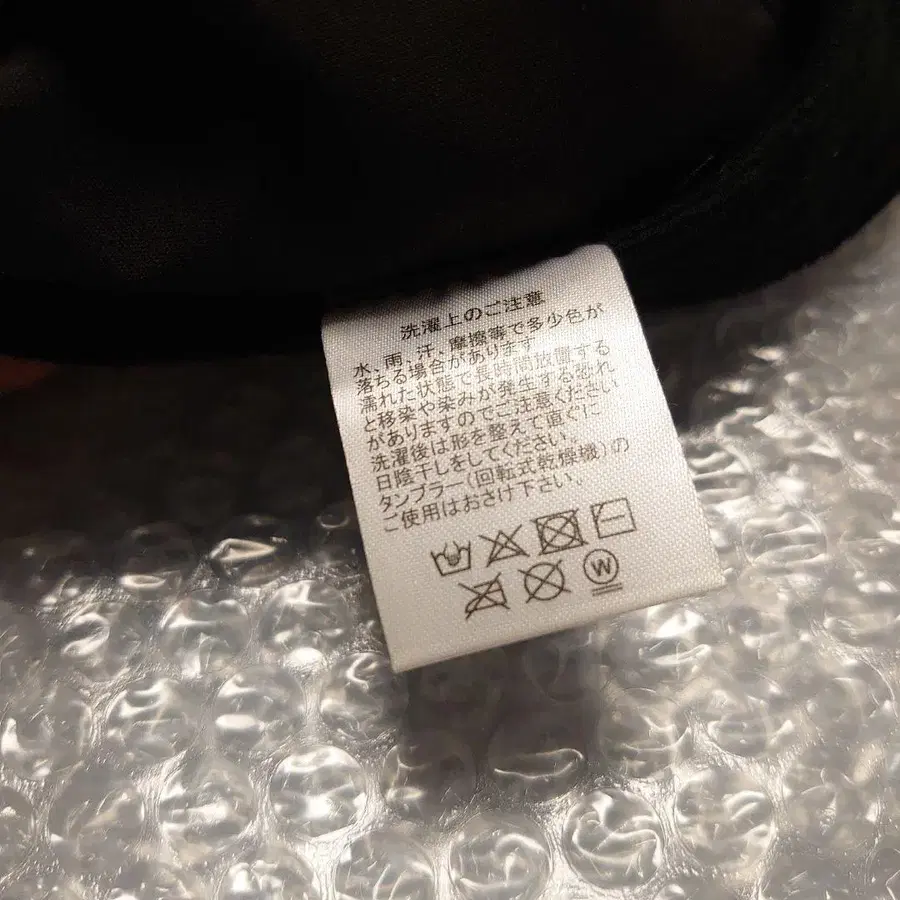 洗濯上のご注意
水、雨、汗、摩擦等で多少色が
落ちる場合があります
濡れた状態で長時間放置する
と移染や染みが発生する恐れ
がありますのでご注意ください
洗濯後は形を整えて直ぐに
日陰干しをしてください。
タンブラー(回転式乾燥機)の
ご使用はおさけ下さい。
W